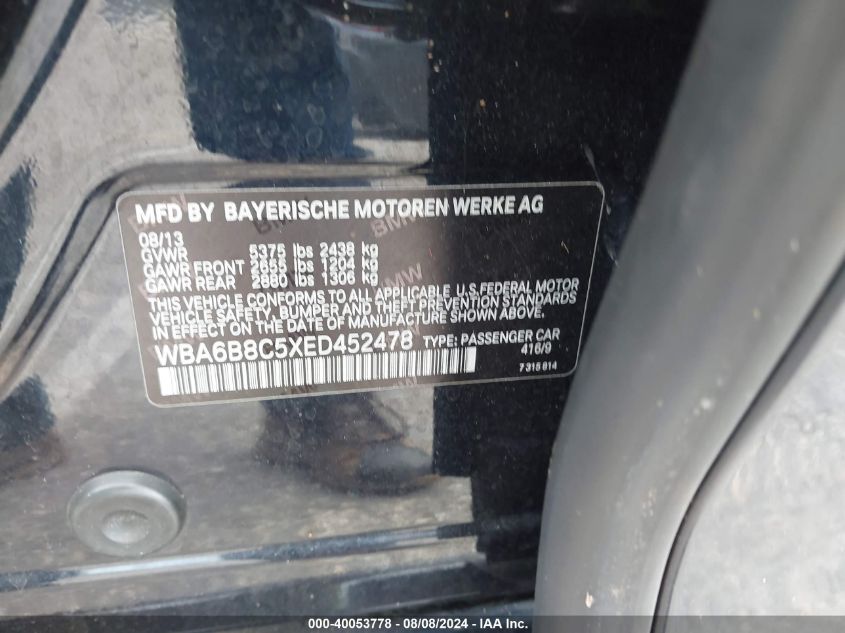 MFD BY BAYERISCHE MOTOREN WERKE AG
08/13
GVWR 5375 lbs 2438 kg
GAWR FRONT 2655 lbs 1204 kg
GAWR REAR 2880 lbs 1306 kg
THIS VEHICLE CONFORMS TO ALL APPLICABLE U.S.FEDERAL MOTOR
VEHICLE SAFETY, BUMPER AND THEFT PREVENTION STANDARDS
IN EFFECT ON THE DATE OF MANUFACTURE SHOWN ABOVE.
WBA6B8C5XED452478 TYPE: PASSENGER CAR
416/9
7315814
000-40053778 - 08/08/2024 - IAA Inc.